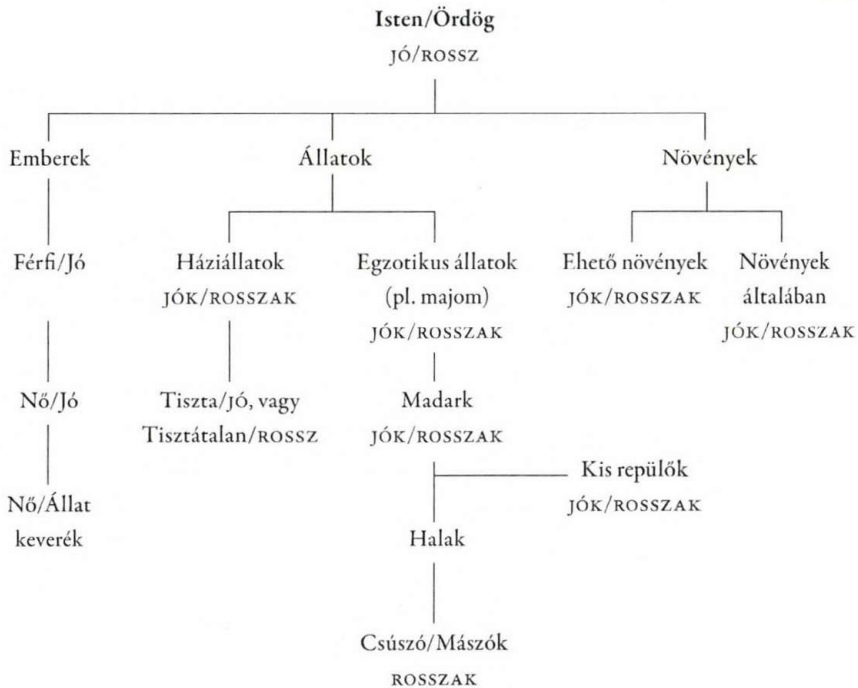 Isten/Ördög
JÓ/ROSSZ
Emberek
Állatok
Növények
Férfi/Jó
Háziállatok
JÓK/ROSSZAK
Egzotikus állatok
(pl. majom)
JÓK/ROSSZAK
Ehető növények
JÓK/ROSSZAK
Növények
általában
JÓK/ROSSZAK
Nő/Jó
Tiszta/JÓ, vagy
Tisztátalan/ROSSZ
Madark
JÓK/ROSSZAK
Kis repülők
JÓK/ROSSZAK
Nő/Állat
keverék
Halak
Csúszó/Mászók
ROSSZAK